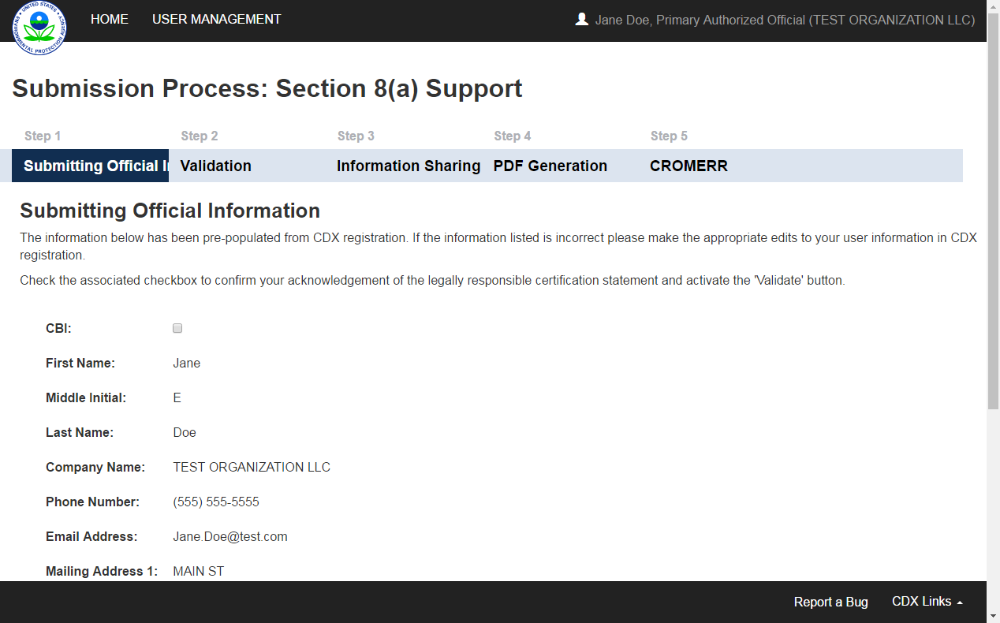 UNITED STATES
ENVIRONMENTAL PROTECTION AGENCY
HOME USER MANAGEMENT Jane Doe, Primary Authorized Official (TEST ORGANIZATION LLC)
Submission Process: Section 8(a) Support
Step 1 Step 2 Step 3 Step 4 Step 5
Submitting Official Validation Information Sharing PDF Generation CROMERR
Submitting Official Information
The information below has been pre-populated from CDX registration. If the information listed is incorrect please make the appropriate edits to your user information in CDX
registration.
Check the associated checkbox to confirm your acknowledgement of the legally responsible certification statement and activate the 'Validate' button.
CBI:
First Name: Jane
Middle Initial: E
Last Name: Doe
Company Name: TEST ORGANIZATION LLC
Phone Number: (555) 555-5555
Email Address: Jane.Doe@test.com
Mailing Address 1: MAIN ST
Report a Bug CDX Links